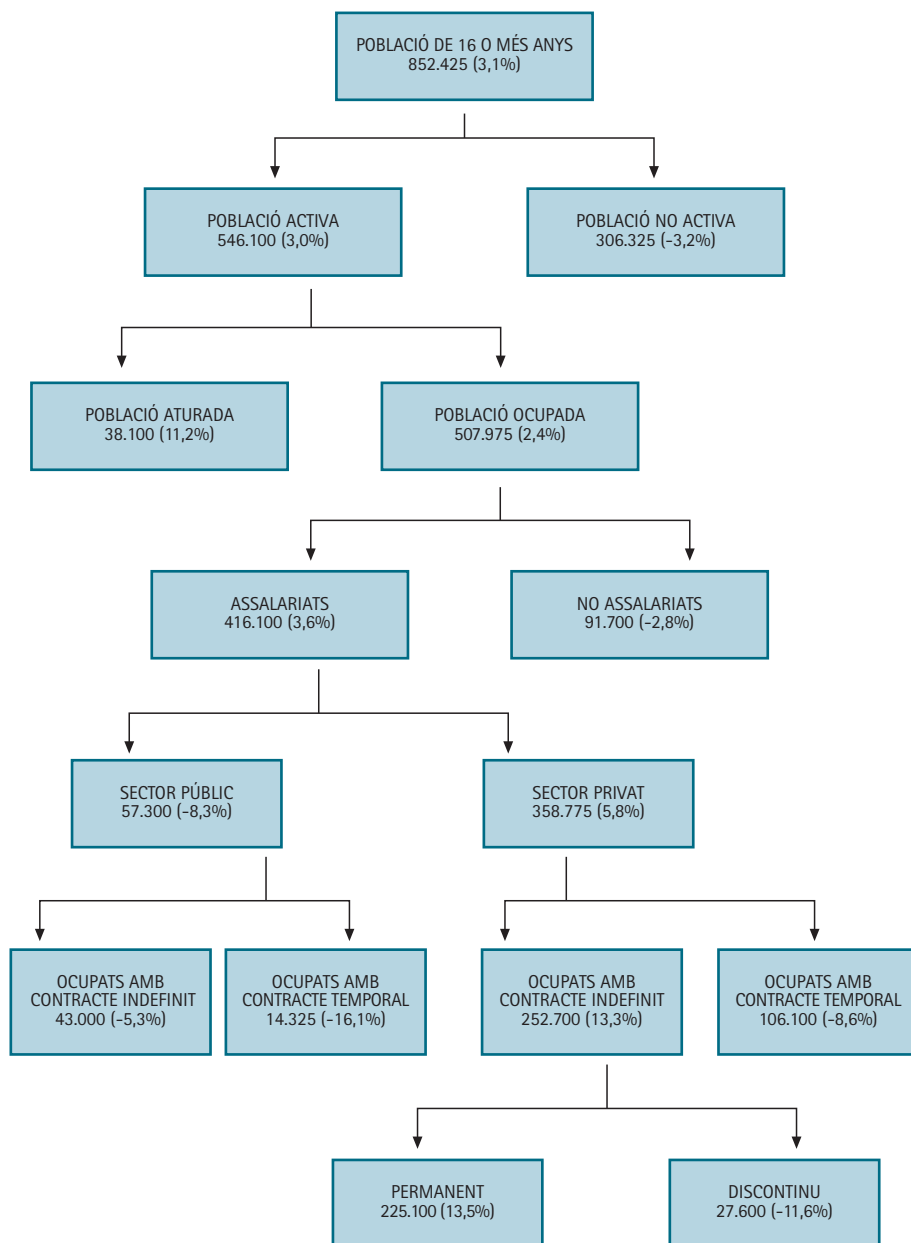 POBLACIÓ DE 16 O MÉS ANYS
852.425 (3,1%)
POBLACIÓ ACTIVA
546.100 (3,0%)
POBLACIÓ NO ACTIVA
306.325 (-3,2%)
POBLACIÓ ATURADA
38.100 (11,2%)
POBLACIÓ OCUPADA
507.975 (2,4%)
ASSALARIATS
416.100 (3,6%)
NO ASSALARIATS
91.700 (-2,8%)
SECTOR PÚBLIC
57.300 (-8,3%)
SECTOR PRIVAT
358.775 (5,8%)
OCUPATS AMB
CONTRACTE INDEFINIT
43.000 (-5,3%)
OCUPATS AMB
CONTRACTE TEMPORAL
14.325 (-16,1%)
OCUPATS AMB
CONTRACTE INDEFINIT
252.700 (13,3%)
OCUPATS AMB
CONTRACTE TEMPORAL
106.100 (-8,6%)
PERMANENT
225.100 (13,5%)
DISCONTINU
27.600 (-11,6%)